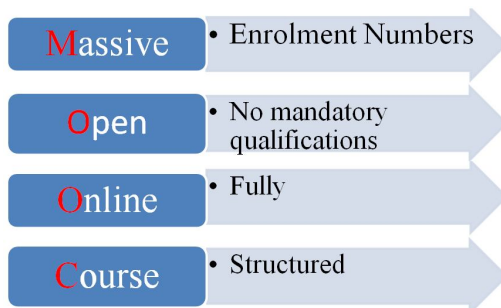 Massive
• Enrolment Numbers
Open
• No mandatory
qualifications
Online
• Fully
Course
• Structured